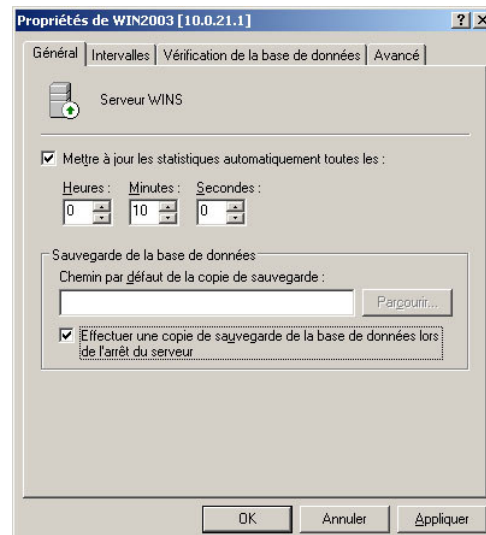 Propriétés de WIN2003 [10.0.21.1]
Général Intervalles Vérification de la base de données Avancé
Serveur WINS
Mettre à jour les statistiques automatiquement toutes les :
Heures : Minutes : Secondes :
0 10 0
Sauvegarde de la base de données
Chemin par défaut de la copie de sauvegarde :
Parcourir...
Effectuer une copie de sauvegarde de la base de données lors
de l'arrêt du serveur
OK Annuler Appliquer